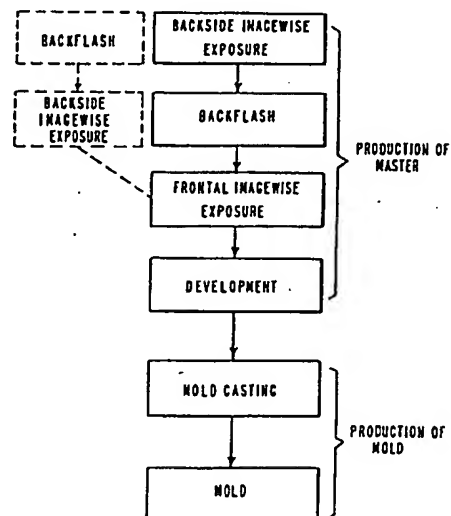 BACKFLASH
BACKSIDE
IMAGEWISE
EXPOSURE
BACKSIDE IMAGEWISE
EXPOSURE
BACKFLASH
FRONTAL IMAGEWISE
EXPOSURE
DEVELOPMENT
PRODUCTION OF
MASTER
MOLD CASTING
MOLD
PRODUCTION OF
MOLD